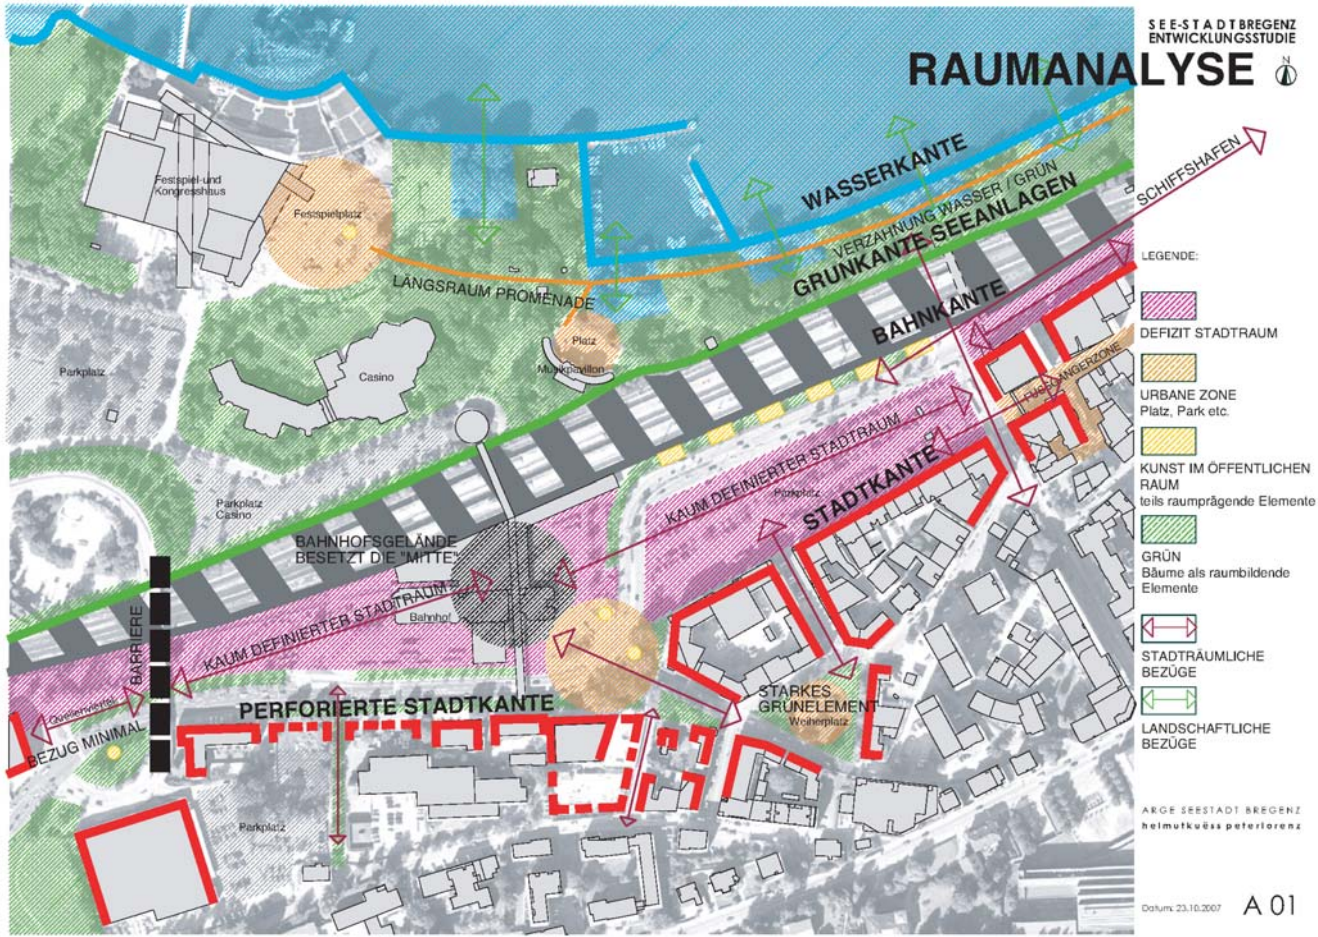 SEE-STADT BREGENZ
ENTWICKLUNGSSTUDIE
RAUMANALYSE
N
SCHIFFSHAFEN
WASSERKANTE
VERZAHNUNG WASSER / GRÜN
GRÜNKANTE SEEANLAGEN
Festspiel-und
Kongresshaus
Festspielplatz
LÄNGSRAUM PROMENADE
BAHNKANTE
Platz
Musikpavillon
Parkplatz
Casino
FUSSGÄNGERZONE
KAUM DEFINIERTER STADTRAUM
Parkplatz
STADTKANTE
Parkplatz
Casino
BAHNHOFSGELÄNDE
BESETZT DIE "MITTE"
KAUM DEFINIERTER STADTRAUM
Bahnhof
BARRIERE
Quellenviertel
BEZUG MINIMAL
PERFORIERTE STADTKANTE
STARKES
GRÜNELEMENT
Weiherplatz
Parkplatz
LEGENDE:
DEFIZIT STADTRAUM
URBANE ZONE
Platz, Park etc.
KUNST IM ÖFFENTLICHEN
RAUM
teils raumprägende Elemente
GRÜN
Bäume als raumbildende
Elemente
STADTRÄUMLICHE
BEZÜGE
LANDSCHAFTLICHE
BEZÜGE
ARGE SEESTADT BREGENZ
helmutkuëss peterlorenz
Datum: 23.10.2007
A 01